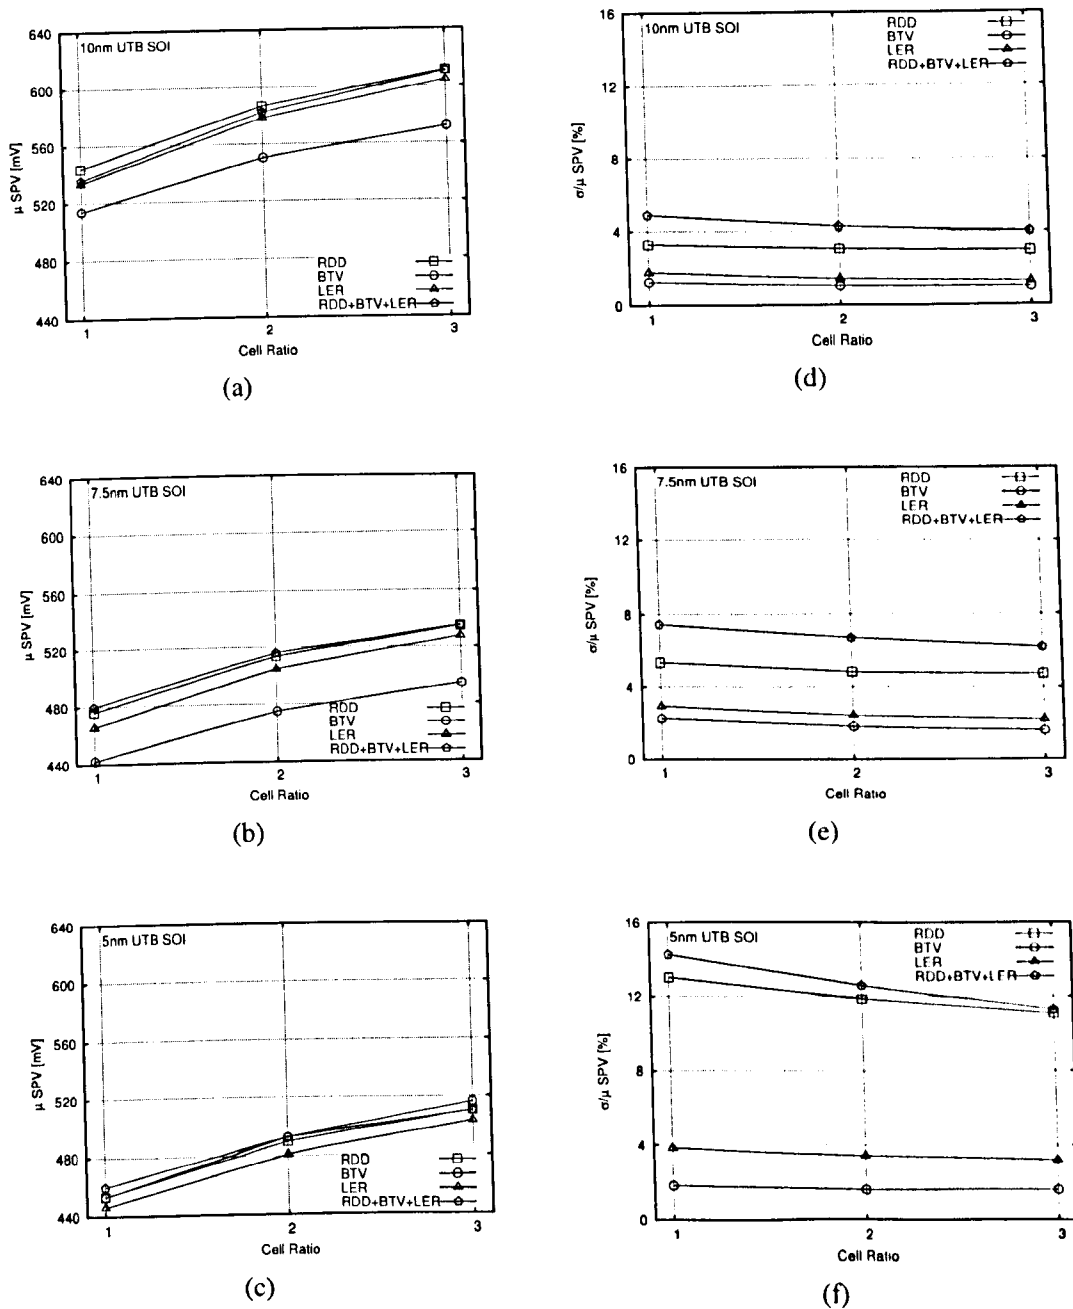 640
600
560
520
480
440
μ SPV [mV]
10nm UTB SOI
RDD
BTV
LER
RDD+BTV+LER
1
2
3
Cell Ratio
(a)
16
12
8
4
0
σ/μ SPV [%]
10nm UTB SOI
RDD
BTV
LER
RDD+BTV+LER
1
2
3
Cell Ratio
(d)
640
600
560
520
480
440
μ SPV [mV]
7.5nm UTB SOI
RDD
BTV
LER
RDD+BTV+LER
1
2
3
Cell Ratio
(b)
16
12
8
4
0
σ/μ SPV [%]
7.5nm UTB SOI
RDD
BTV
LER
RDD+BTV+LER
1
2
3
Cell Ratio
(e)
640
600
560
520
480
440
μ SPV [mV]
5nm UTB SOI
RDD
BTV
LER
RDD+BTV+LER
1
2
3
Cell Ratio
(c)
16
12
8
4
0
σ/μ SPV [%]
5nm UTB SOI
RDD
BTV
LER
RDD+BTV+LER
1
2
3
Cell Ratio
(f)